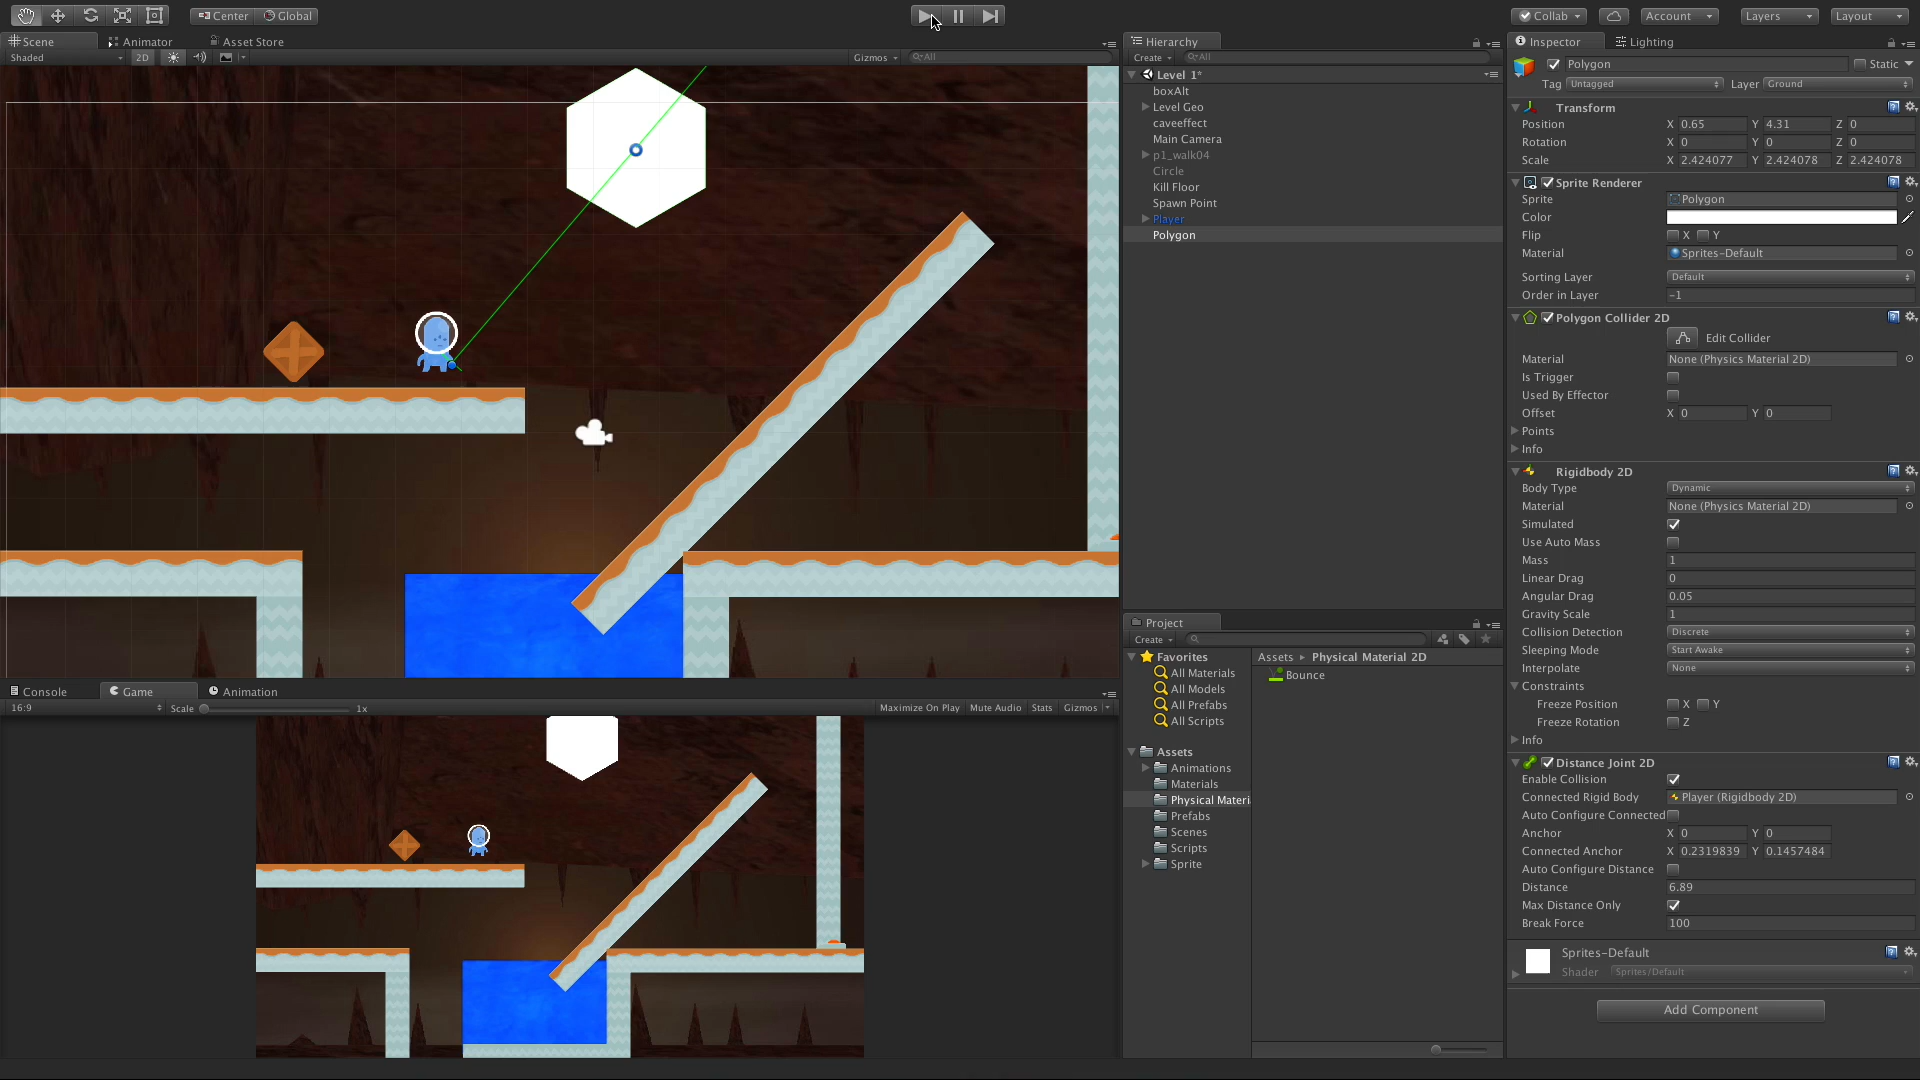 Center Global
Collab Account Layers Layout
Scene Animator Asset Store
Shaded 2D Gizmos All
Hierarchy
Create All
Level 1*
boxAlt
Level Geo
caveeffect
Main Camera
p1_walk04
Circle
Kill Floor
Spawn Point
Player
Polygon
Console Game Animation
16:9 Scale 1x Maximize On Play Mute Audio Stats Gizmos
Project
Create
Favorites
All Materials
All Models
All Prefabs
All Scripts
Assets
Animations
Materials
Physical Materi
Prefabs
Scenes
Scripts
Sprite
Assets ▸ Physical Material 2D
Bounce
Inspector Lighting
Polygon Static
Tag Untagged Layer Ground
Transform
Position X 0.65 Y 4.31 Z 0
Rotation X 0 Y 0 Z 0
Scale X 2.424077 Y 2.424078 Z 2.424078
Sprite Renderer
Sprite Polygon
Color
Flip X Y
Material Sprites-Default
Sorting Layer Default
Order in Layer -1
Polygon Collider 2D
Edit Collider
Material None (Physics Material 2D)
Is Trigger
Used By Effector
Offset X 0 Y 0
Points
Info
Rigidbody 2D
Body Type Dynamic
Material None (Physics Material 2D)
Simulated
Use Auto Mass
Mass 1
Linear Drag 0
Angular Drag 0.05
Gravity Scale 1
Collision Detection Discrete
Sleeping Mode Start Awake
Interpolate None
Constraints
Freeze Position X Y
Freeze Rotation Z
Info
Distance Joint 2D
Enable Collision
Connected Rigid Body Player (Rigidbody 2D)
Auto Configure Connected
Anchor X 0 Y 0
Connected Anchor X 0.2319839 Y 0.1457484
Auto Configure Distance
Distance 6.89
Max Distance Only
Break Force 100
Sprites-Default
Shader Sprites/Default
Add Component